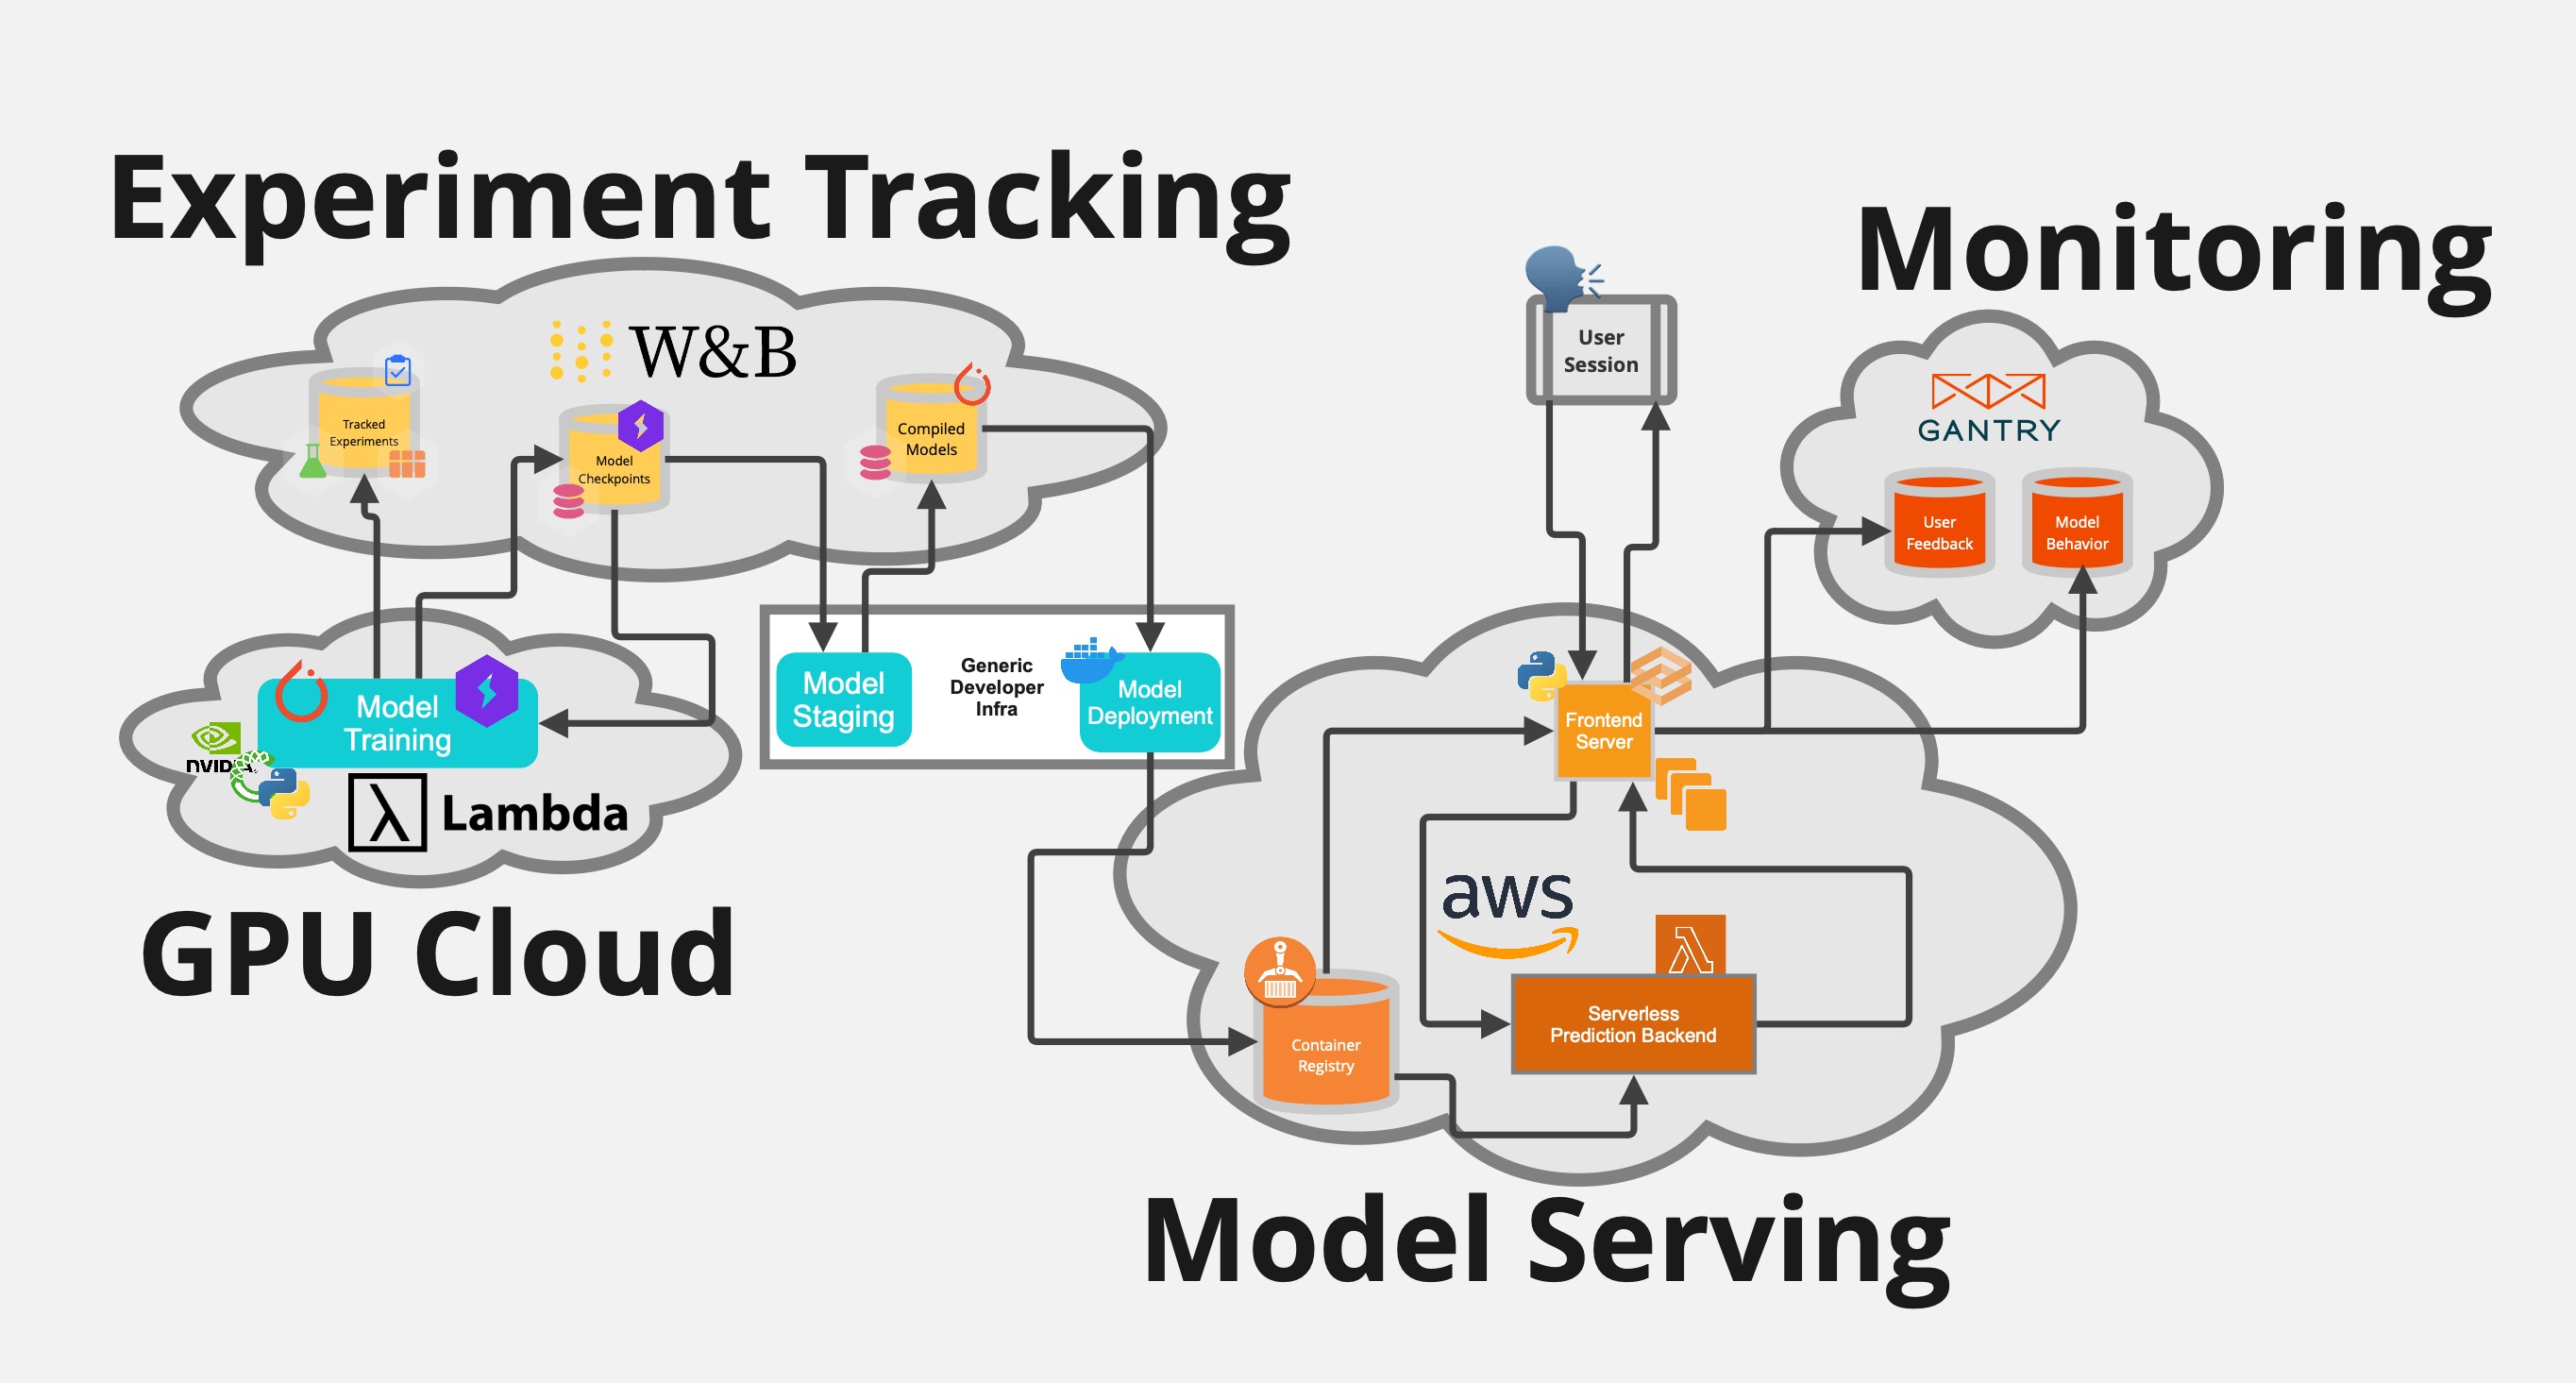 Experiment Tracking
W&B
Tracked
Experiments
Model
Checkpoints
Compiled
Models
Model
Training
NVIDIA
Lambda
GPU Cloud
Model
Staging
Generic
Developer
Infra
Model
Deployment
User
Session
Monitoring
GANTRY
User
Feedback
Model
Behavior
Frontend
Server
aws
Container
Registry
Serverless
Prediction Backend
Model Serving